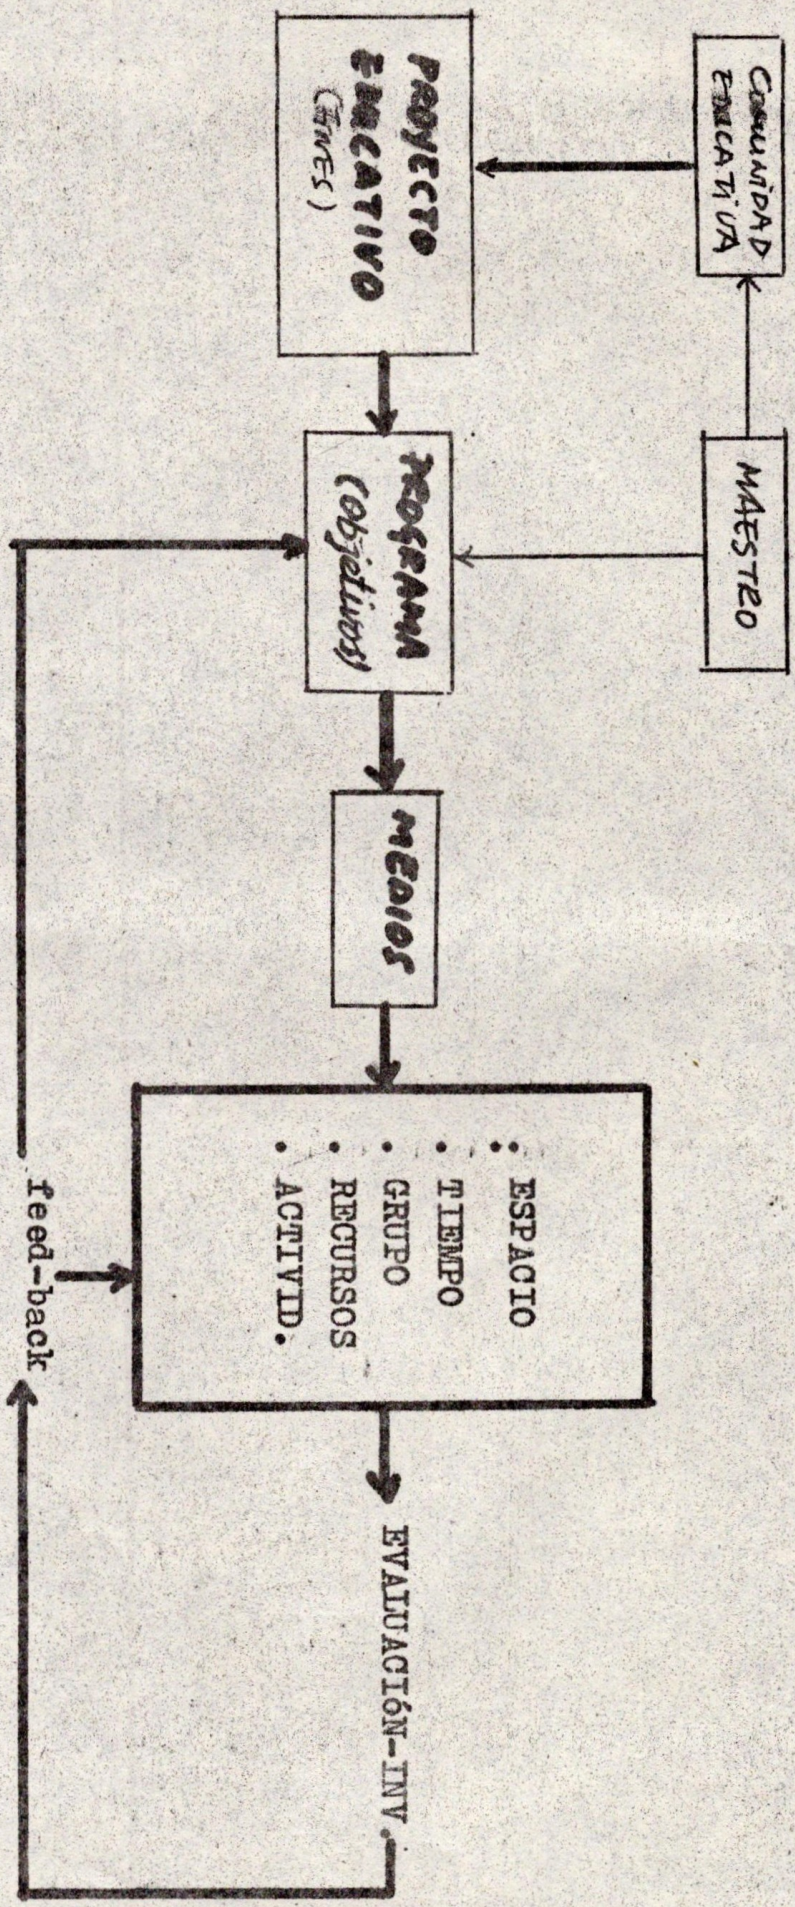 COMUNIDAD
EDUCATIVA
MAESTRO
PROYECTO
EDUCATIVO
(FINES)
PROGRAMA
(objetivos)
MEDIOS
: ESPACIO
• TIEMPO
• GRUPO
• RECURSOS
• ACTIVID.
EVALUACIÓN-INV.
feed-back